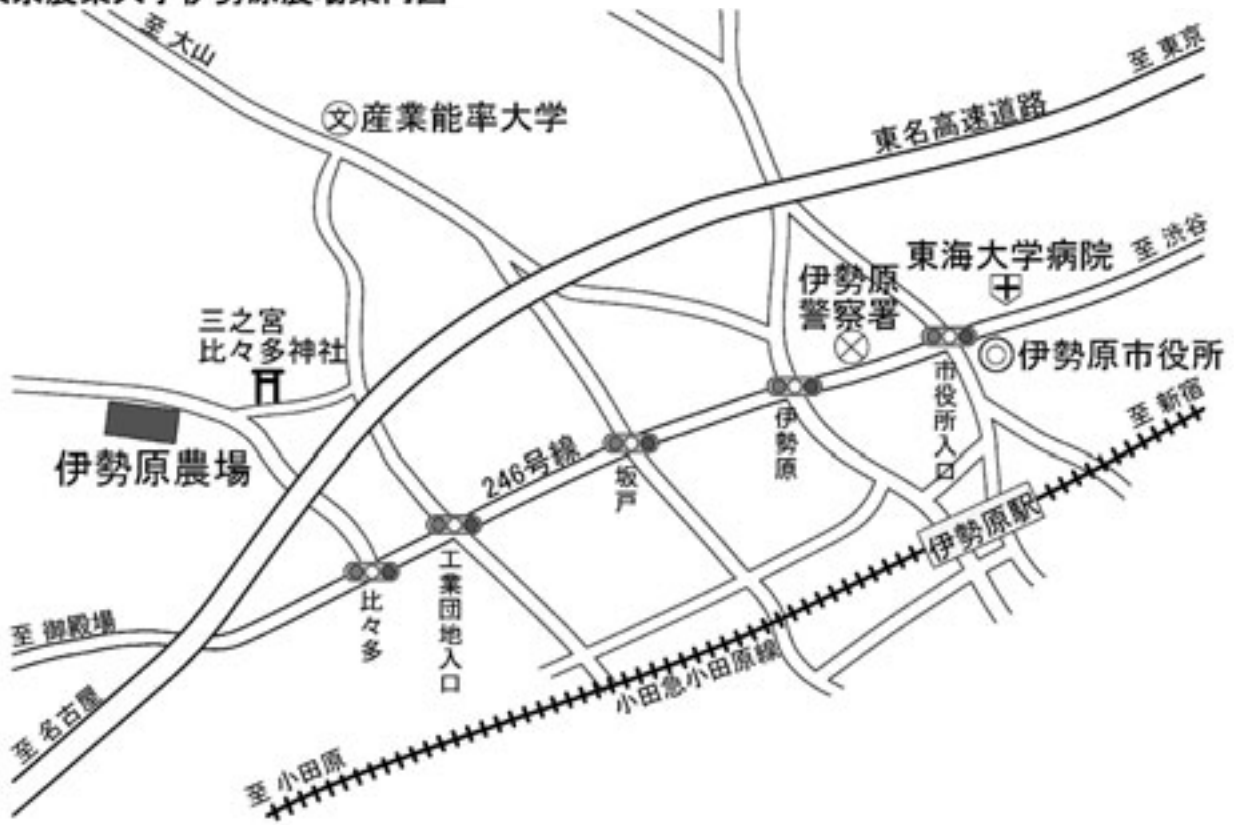 至 大山
至 東京
文 産業能率大学
東名高速道路
至 渋谷
東海大学病院
伊勢原
警察署
三之宮
比々多神社
伊勢原市役所
市役所入口
至 新宿
伊勢原
伊勢原農場
246号線
坂戸
伊勢原駅
工業団地入口
比々多
至 御殿場
小田急小田原線
至 名古屋
至 小田原